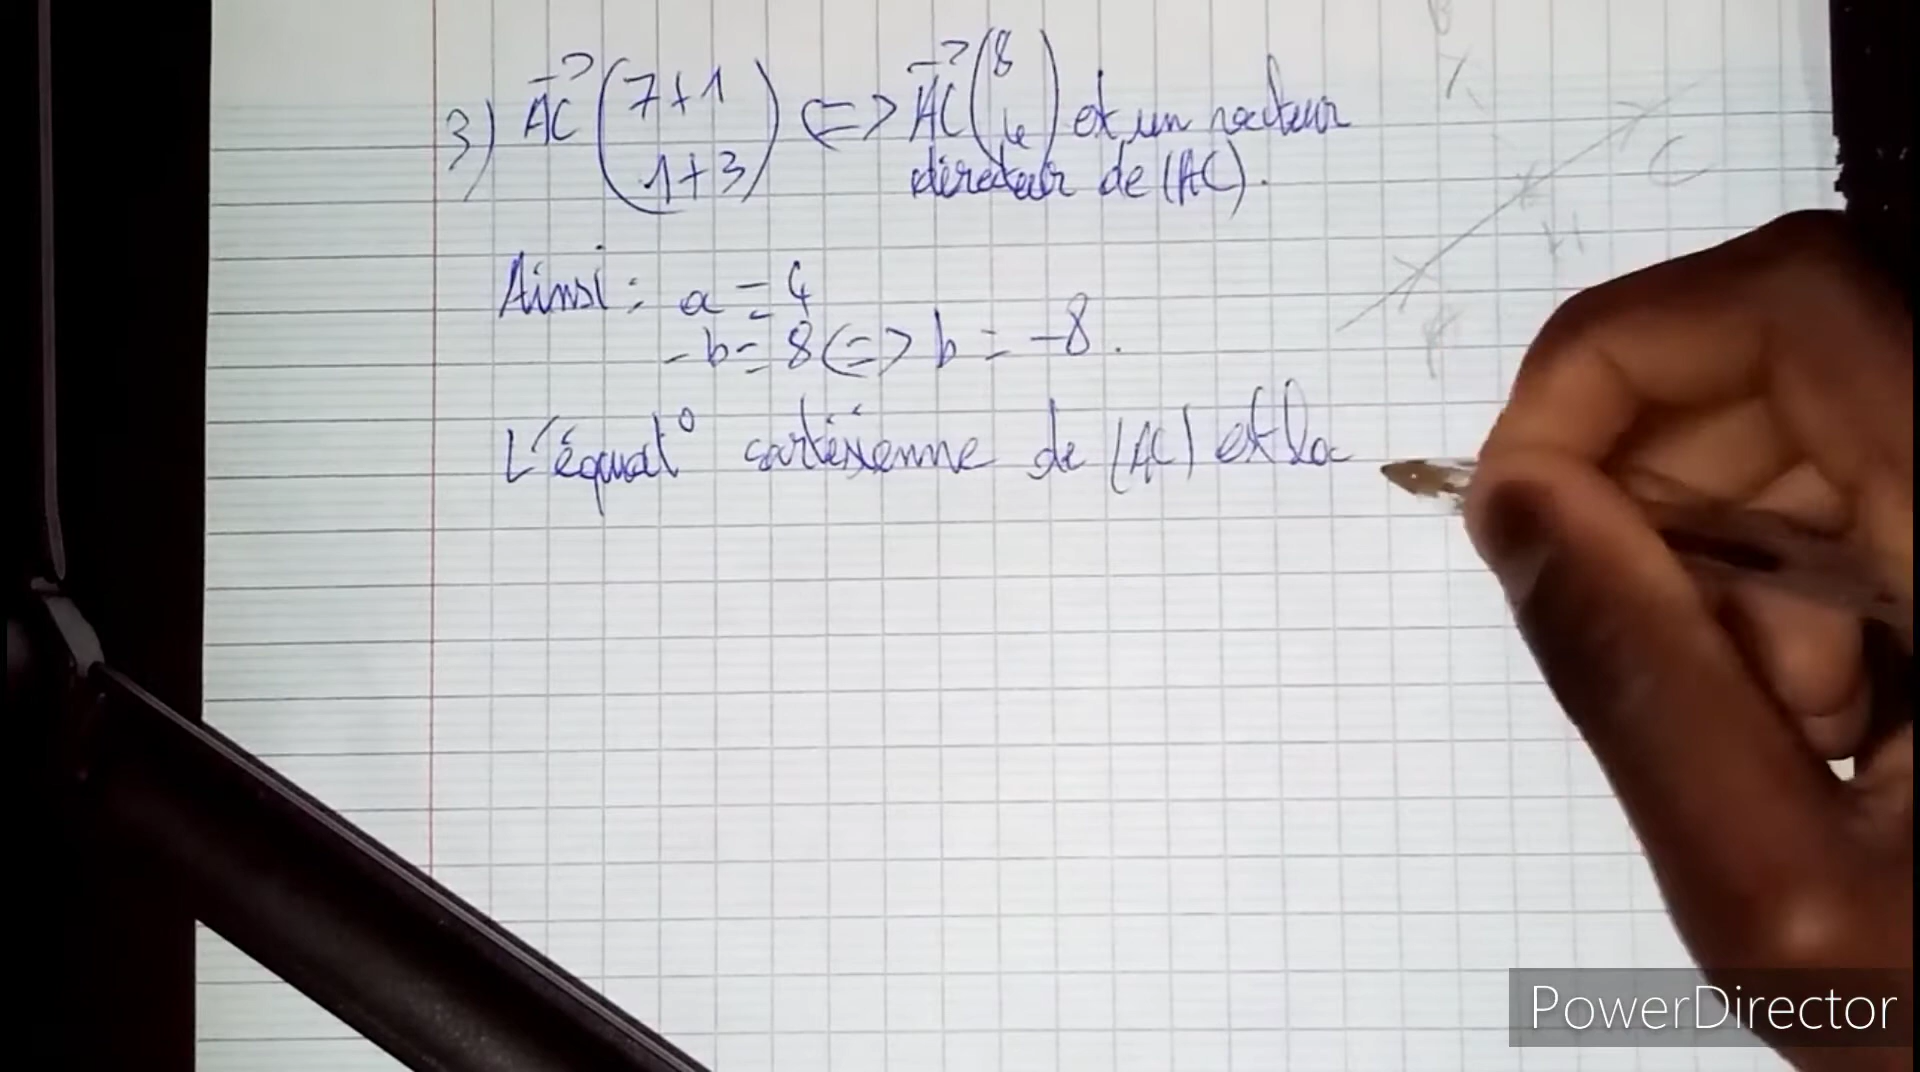 3) AC→ (7+1 <=> AC→ (8 et un vecteur
1+3) 4) directeur de (AC).
Ainsi : a = 4
-b = 8 <=> b = -8.
L'équat° cartésienne de (AC) est la
C
H
A
B
PowerDirector